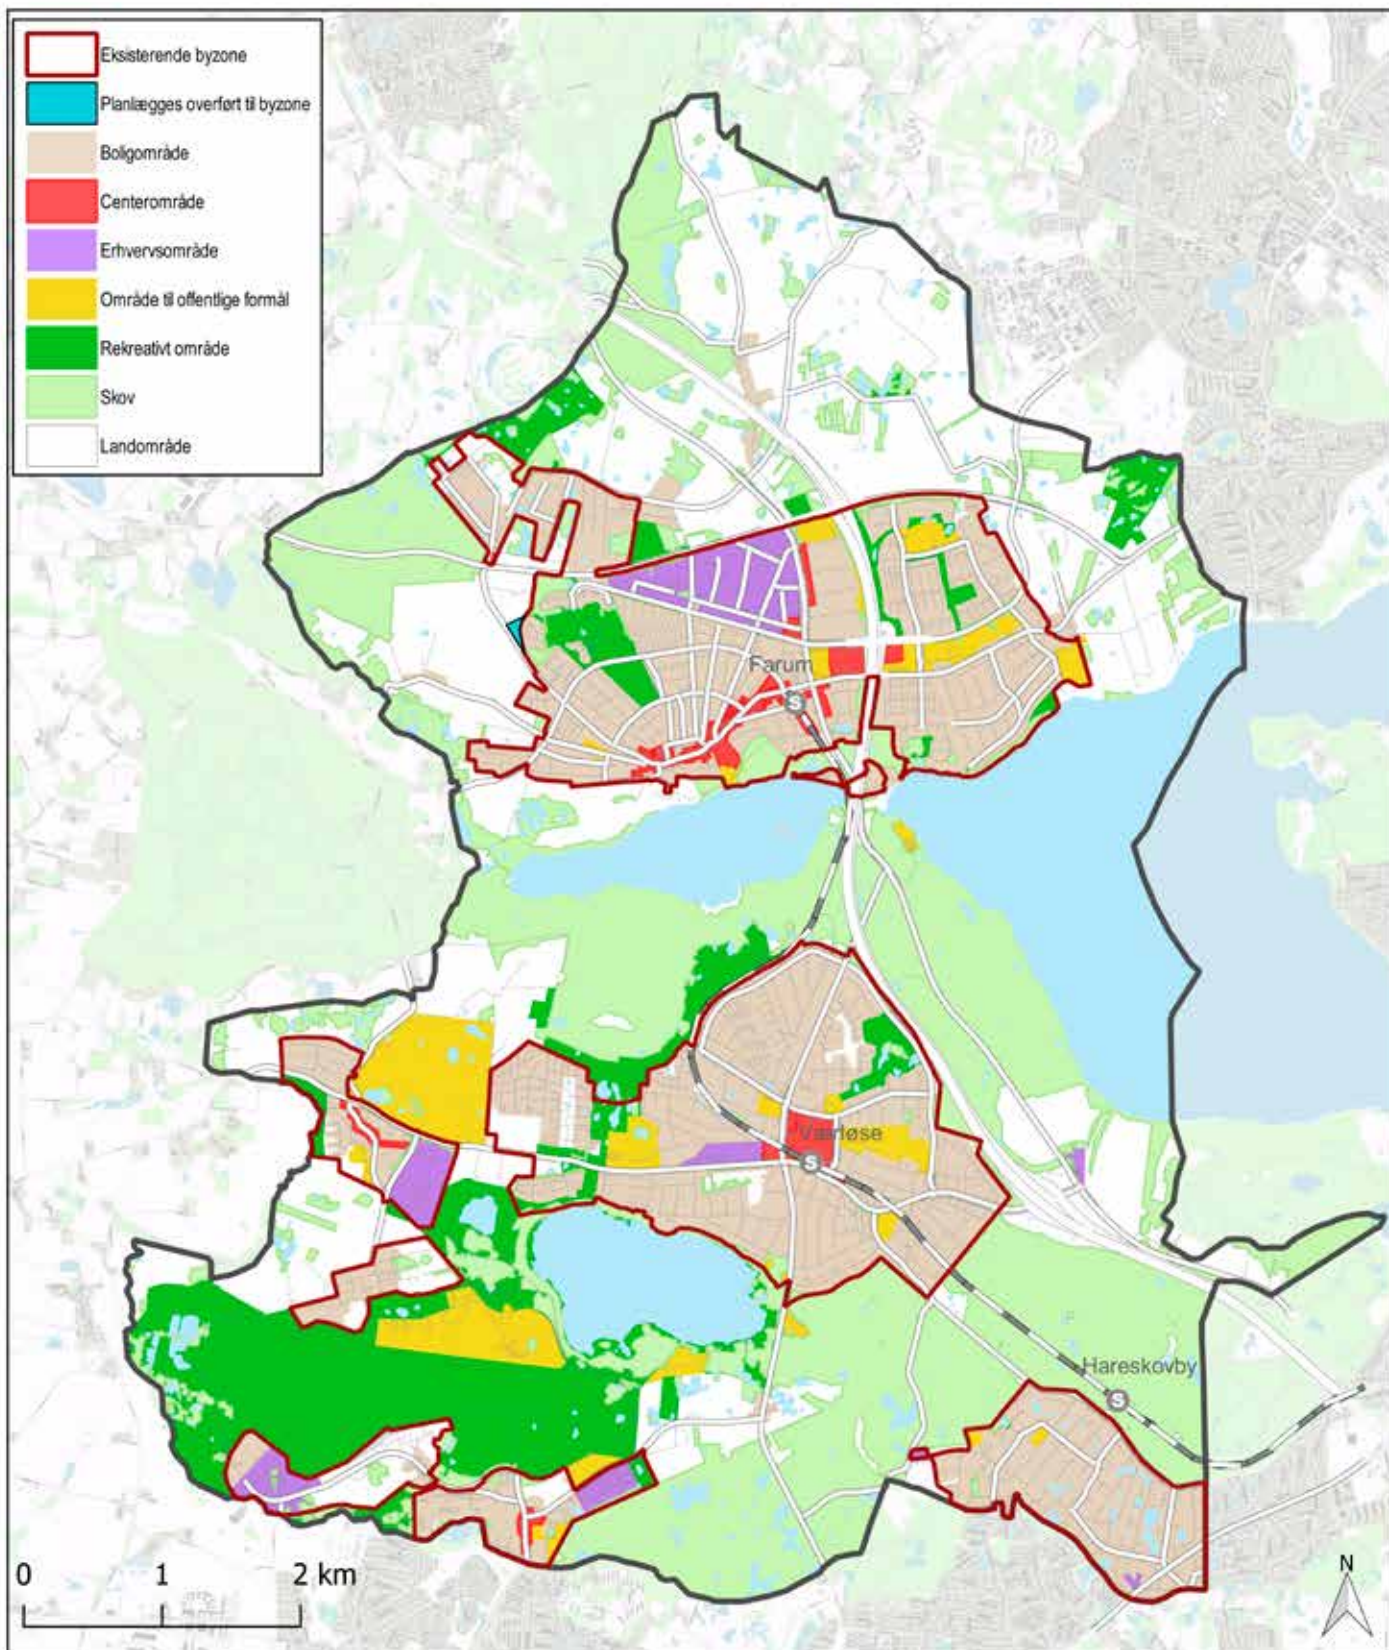 Eksisterende byzone
Planlægges overført til byzone
Boligområde
Centerområde
Erhvervsområde
Område til offentlige formål
Rekreativt område
Skov
Landområde
Farum
S
Værløse
S
Hareskovby
S
0 1 2 km
N